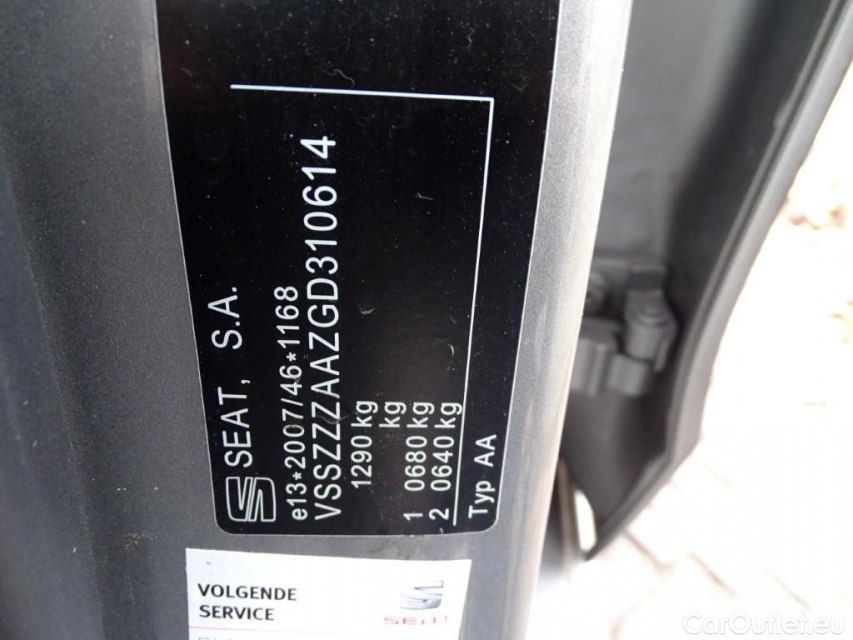 SEAT, S.A.
e13*2007/46*1168
VSSZZZAAZGD310614
1290 kg
kg
1 0680 kg
2 0640 kg
Typ AA
VOLGENDE
SERVICE
SEAT
CarOutlet.eu